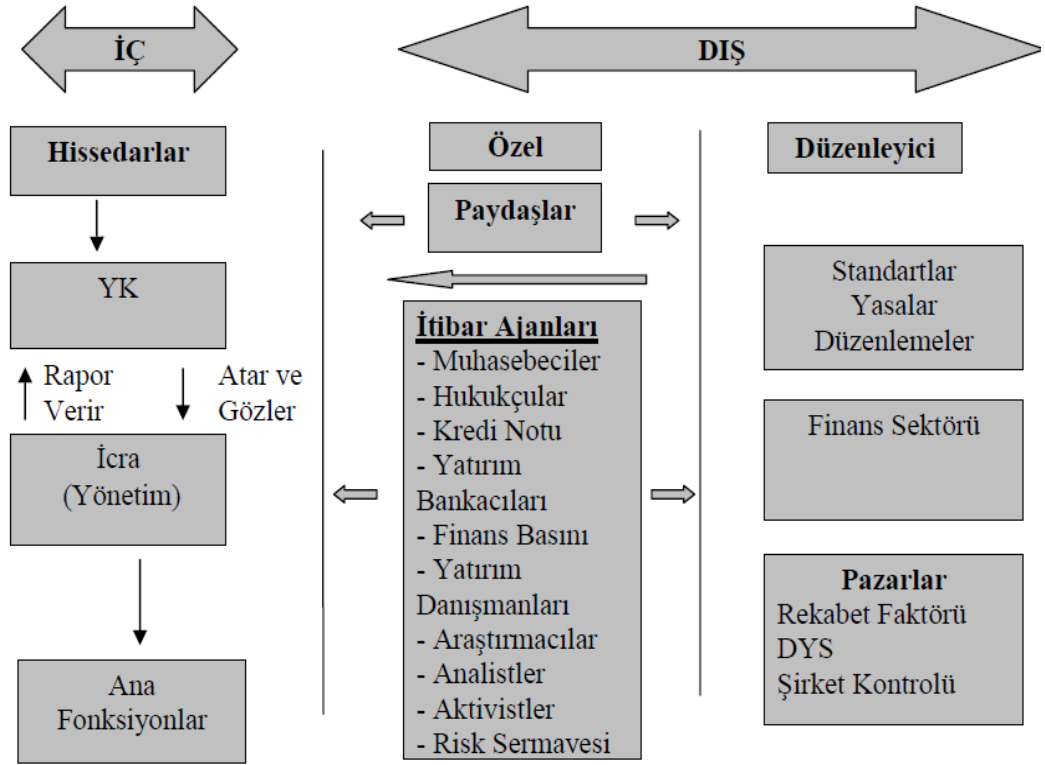 İÇ
DIŞ
Hissedarlar
YK
Rapor
Verir
Atar ve
Gözler
İcra
(Yönetim)
Ana
Fonksiyonlar
Özel
Paydaşlar
İtibar Ajanları
- Muhasebeciler
- Hukukçular
- Kredi Notu
- Yatırım
Bankacıları
- Finans Basını
- Yatırım
Danışmanları
- Araştırmacılar
- Analistler
- Aktivistler
- Risk Sermavesi
Düzenleyici
Standartlar
Yasalar
Düzenlemeler
Finans Sektörü
Pazarlar
Rekabet Faktörü
DYS
Şirket Kontrolü